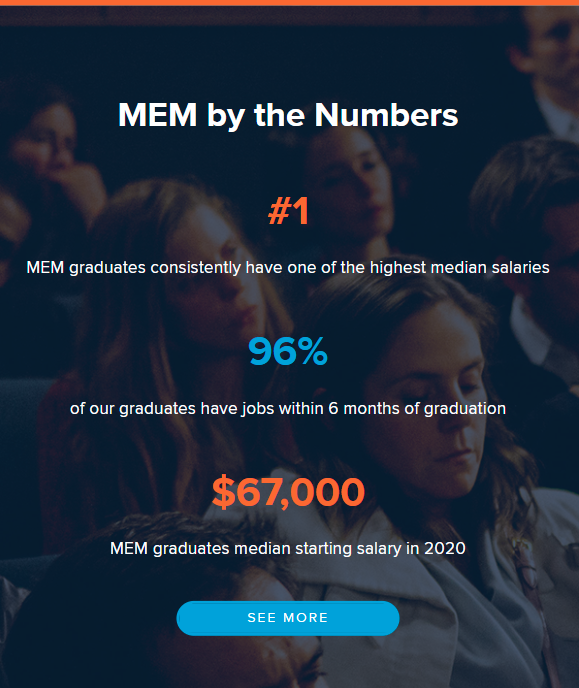 MEM by the Numbers
#1
MEM graduates consistently have one of the highest median salaries
96%
of our graduates have jobs within 6 months of graduation
$67,000
MEM graduates median starting salary in 2020
SEE MORE